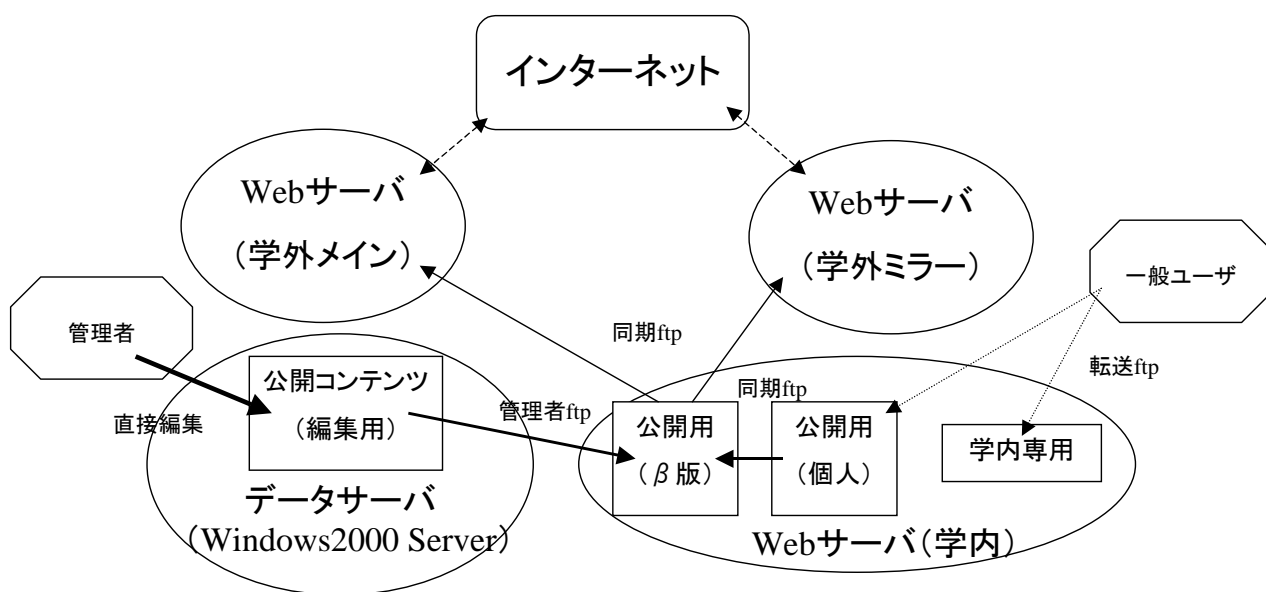 インターネット
Webサーバ
(学外メイン)
Webサーバ
(学外ミラー)
一般ユーザ
管理者
同期ftp
転送ftp
公開コンテンツ
(編集用)
直接編集
管理者ftp
同期ftp
公開用
(β版)
公開用
(個人)
学内専用
データサーバ
(Windows2000 Server)
Webサーバ(学内)